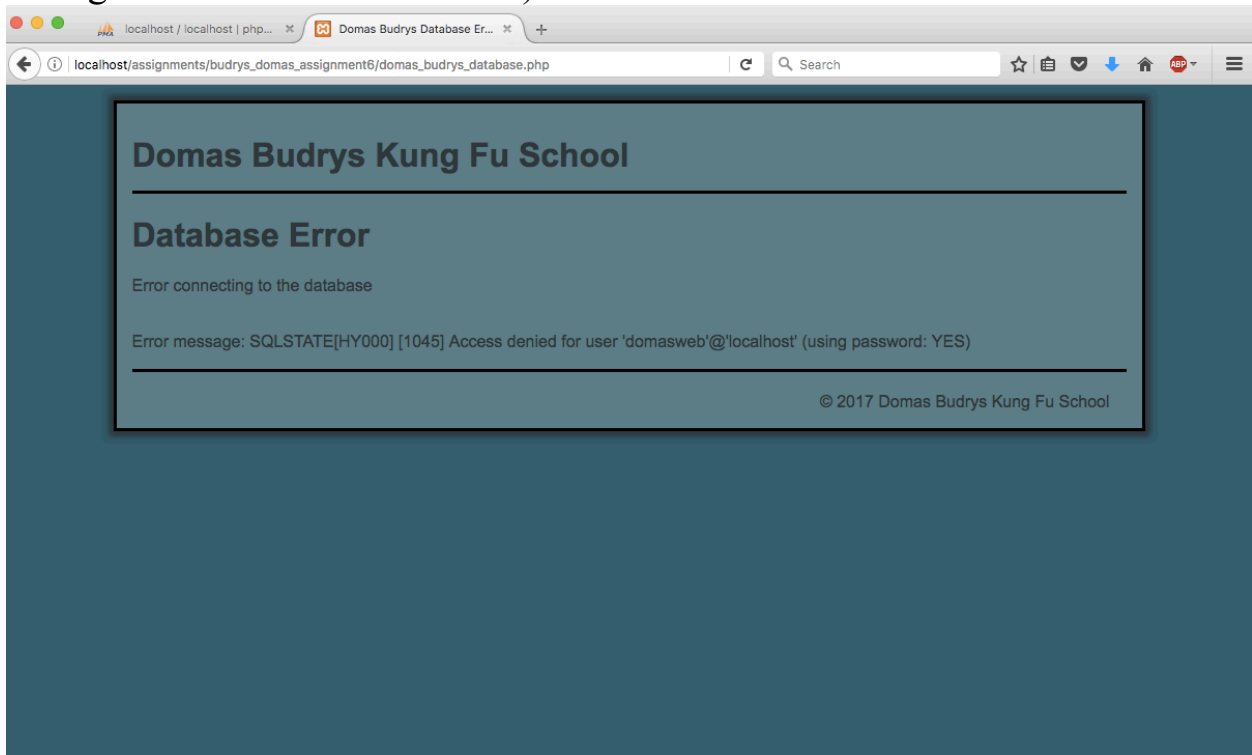 localhost / localhost | php...
Domas Budrys Database Er...
localhost/assignments/budrys_domas_assignment6/domas_budrys_database.php
Search
ABP
Domas Budrys Kung Fu School
Database Error
Error connecting to the database
Error message: SQLSTATE[HY000] [1045] Access denied for user 'domasweb'@'localhost' (using password: YES)
© 2017 Domas Budrys Kung Fu School